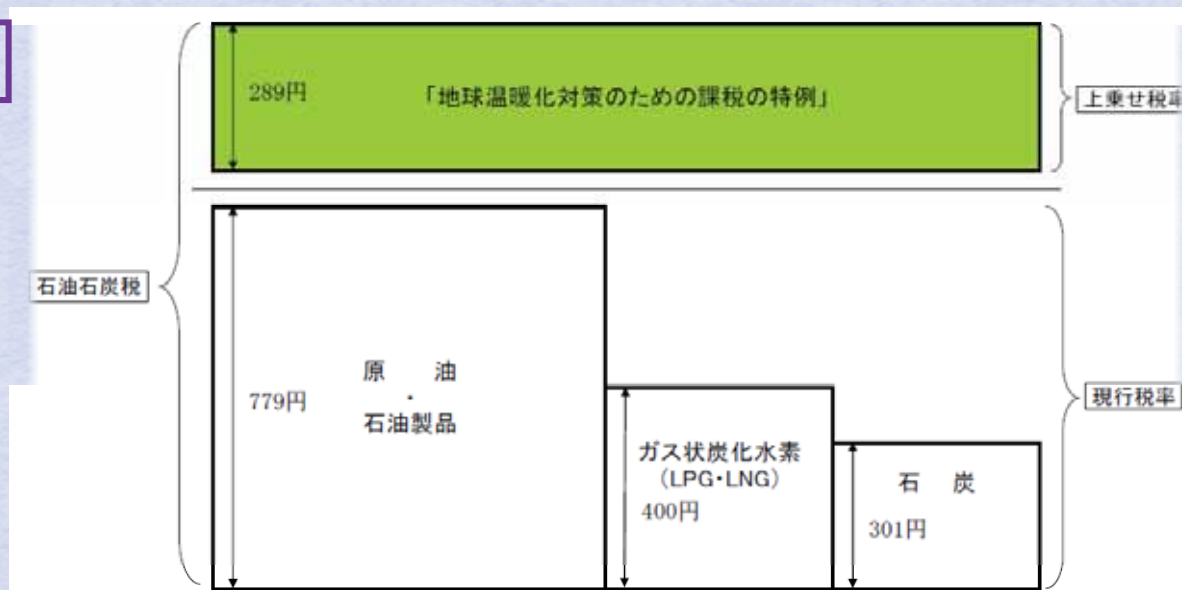 289円 「地球温暖化対策のための課税の特例」
上乗せ税率
石油石炭税
779円
原 油
・
石油製品
現行税率
ガス状炭化水素
(LPG・LNG)
400円
石 炭
301円